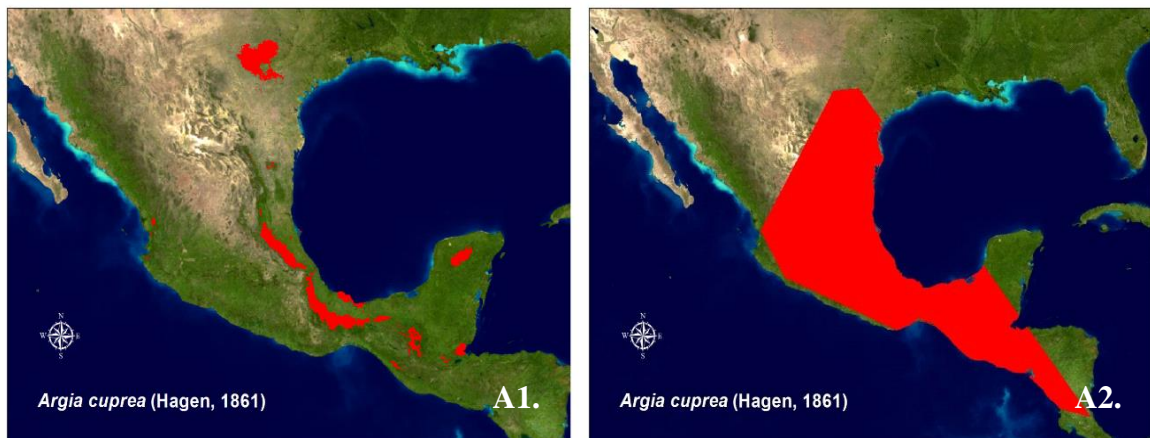 N
W E
S
Argia cuprea (Hagen, 1861)
A1.
N
W E
S
Argia cuprea (Hagen, 1861)
A2.